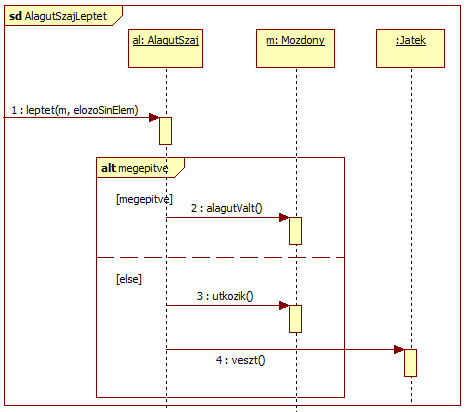 sd AlagutSzajLeptet
al: AlagutSzaj
m: Mozdony
:Jatek
1 : leptet(m, elozoSinElem)
alt megepitve
[megepitve]
2 : alagutValt()
[else]
3 : utkozik()
4 : veszt()